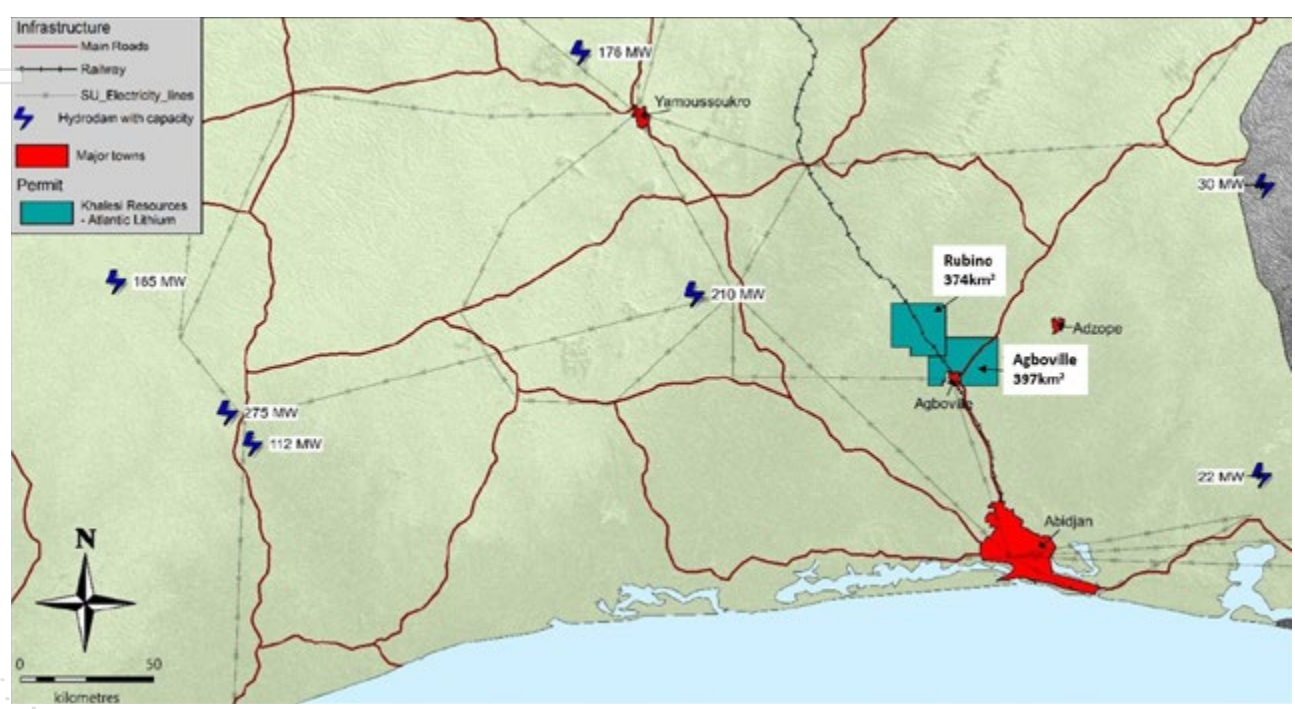 Infrastructure
Main Roads
Railway
SU_Electricity_lines
Hydrodam with capacity
Major towns
Permit
Khalesi Resources
- Atlantic Lithium
176 MW
Yamoussoukro
30 MW
165 MW
210 MW
Rubino
374km²
Adzope
Agboville
397km²
Agboville
275 MW
112 MW
22 MW
Abidjan
N
0 50
kilometres